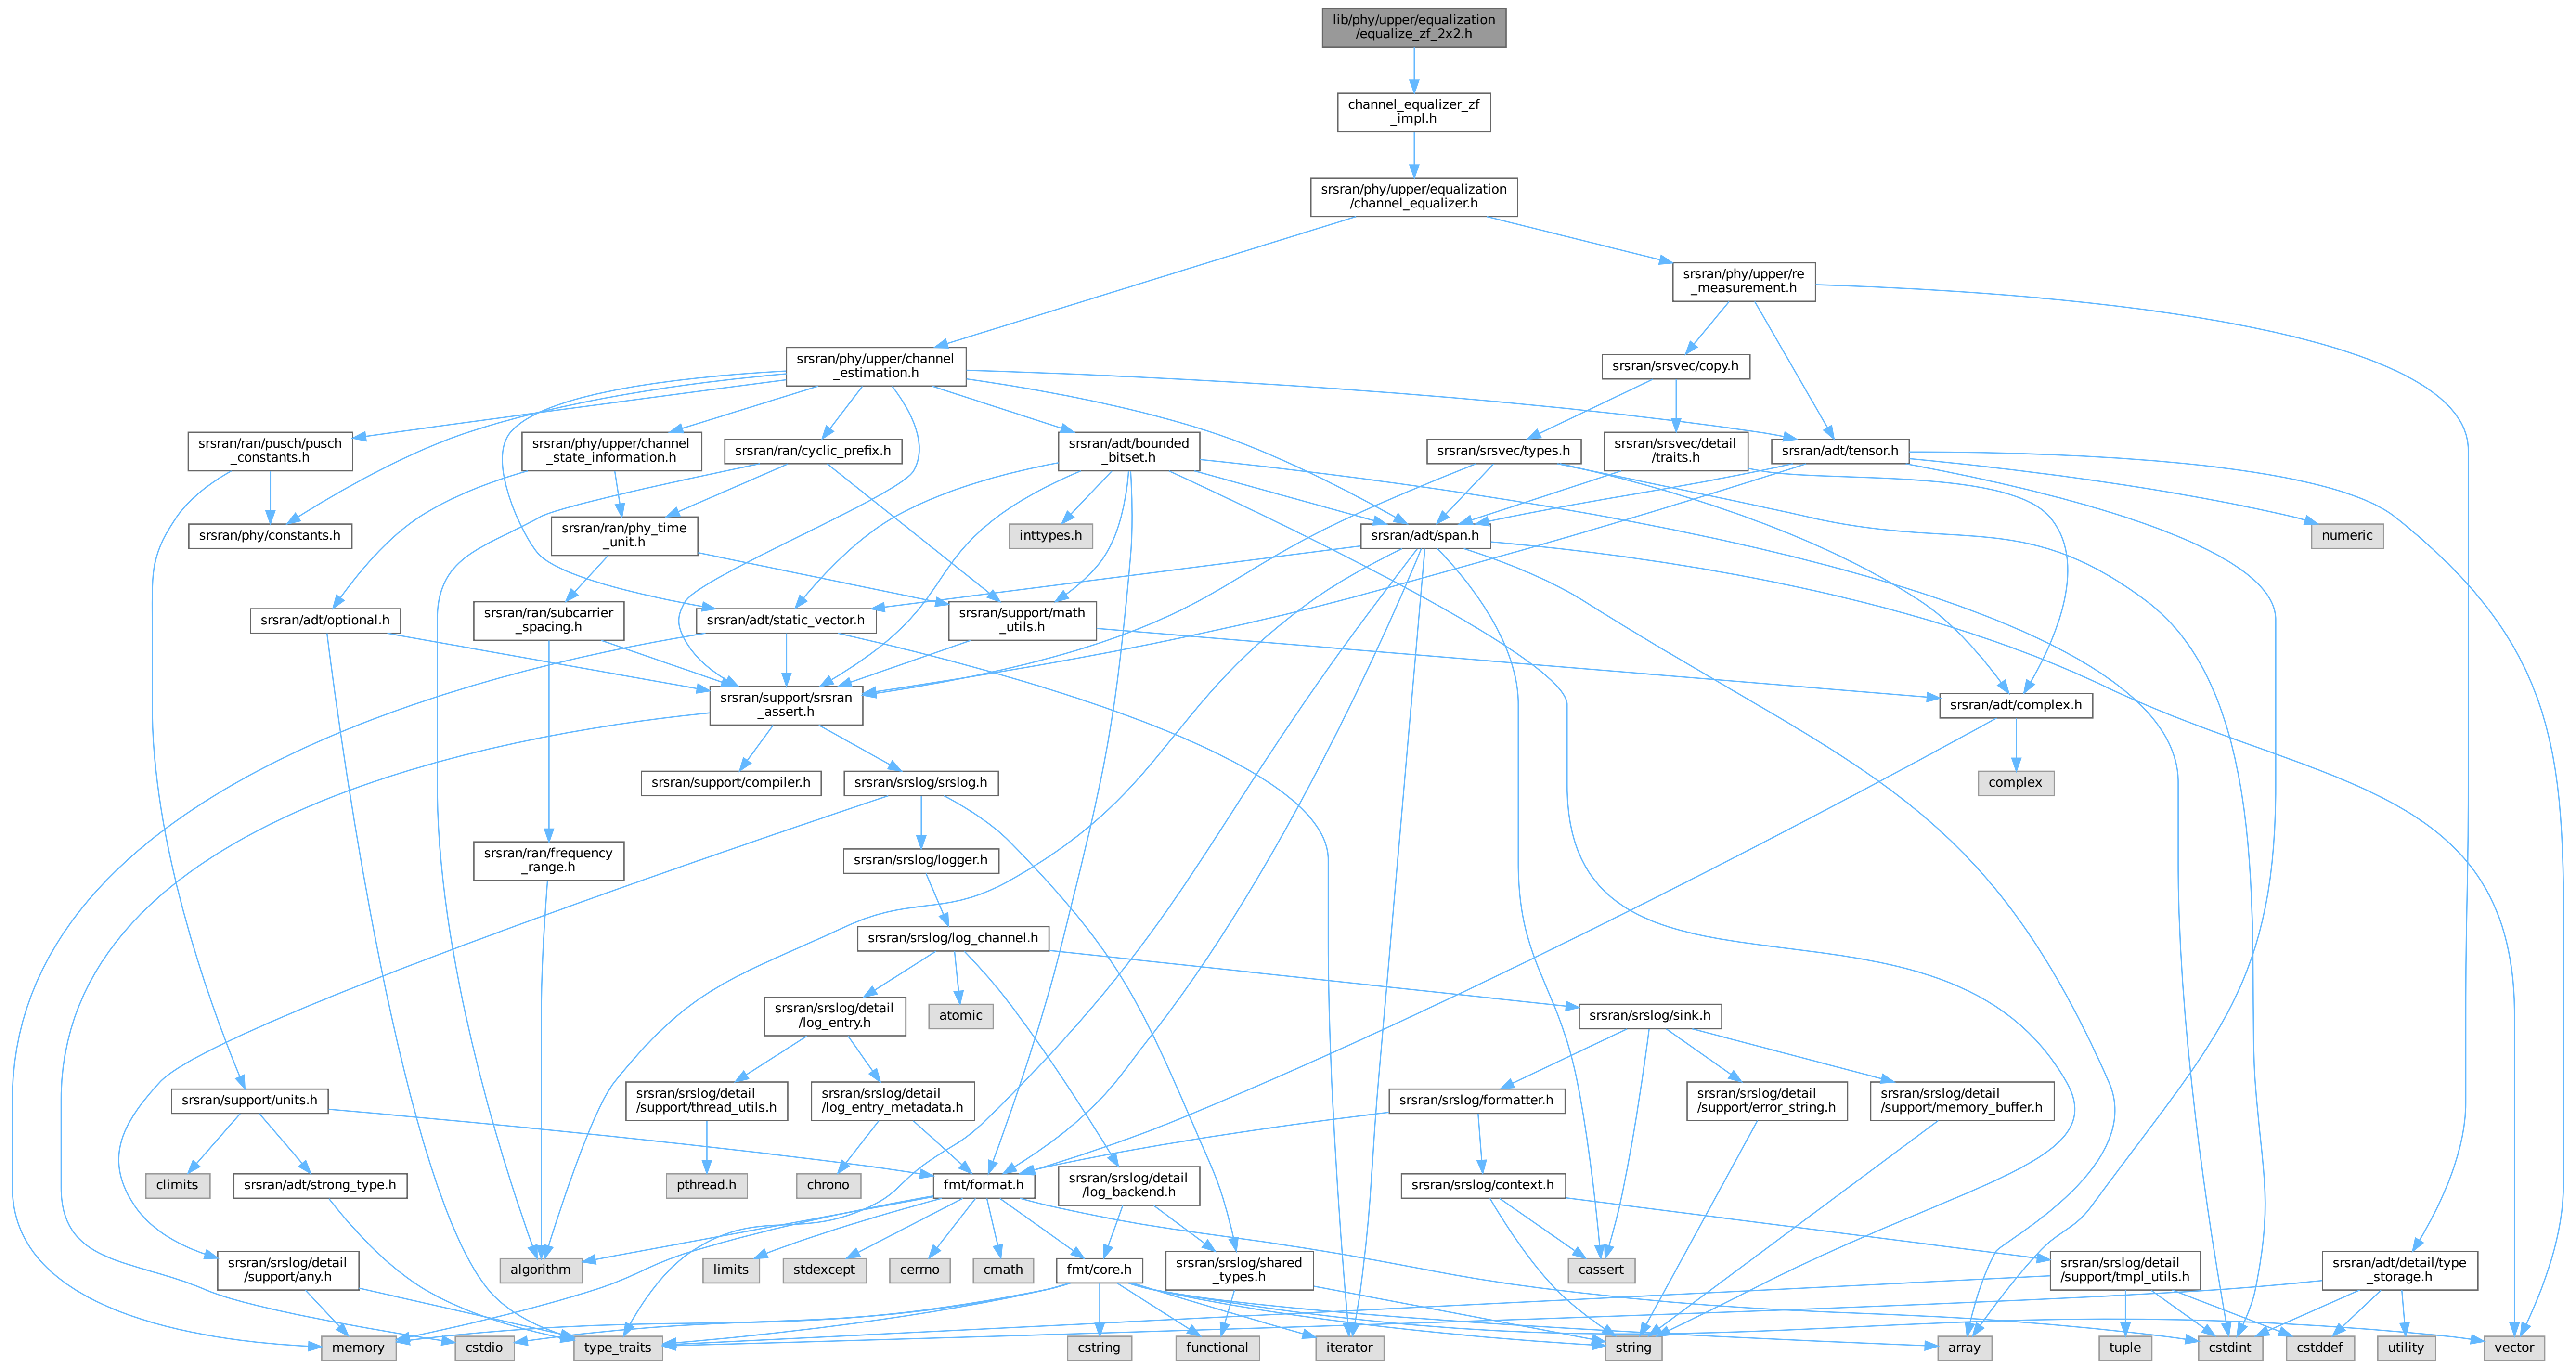 lib/phy/upper/equalization
/equalize_zf_2x2.h
channel_equalizer_zf
_impl.h
srsran/phy/upper/equalization
/channel_equalizer.h
srsran/phy/upper/re
_measurement.h
srsran/phy/upper/channel
_estimation.h
srsran/srsvec/copy.h
srsran/ran/pusch/pusch
_constants.h
srsran/phy/upper/channel
_state_information.h
srsran/ran/cyclic_prefix.h
srsran/adt/bounded
_bitset.h
srsran/srsvec/types.h
srsran/srsvec/detail
/traits.h
srsran/adt/tensor.h
srsran/phy/constants.h
srsran/ran/phy_time
_unit.h
inttypes.h
srsran/adt/span.h
numeric
srsran/adt/optional.h
srsran/ran/subcarrier
_spacing.h
srsran/adt/static_vector.h
srsran/support/math
_utils.h
srsran/support/srsran
_assert.h
srsran/adt/complex.h
srsran/support/compiler.h
srsran/srslog/srslog.h
complex
srsran/ran/frequency
_range.h
srsran/srslog/logger.h
srsran/srslog/log_channel.h
srsran/srslog/detail
/log_entry.h
atomic
srsran/srslog/sink.h
srsran/support/units.h
srsran/srslog/detail
/support/thread_utils.h
srsran/srslog/detail
/log_entry_metadata.h
srsran/srslog/formatter.h
srsran/srslog/detail
/support/error_string.h
srsran/srslog/detail
/support/memory_buffer.h
climits
srsran/adt/strong_type.h
pthread.h
chrono
fmt/format.h
srsran/srslog/detail
/log_backend.h
srsran/srslog/context.h
srsran/srslog/detail
/support/any.h
algorithm
limits
stdexcept
cerrno
cmath
fmt/core.h
srsran/srslog/shared
_types.h
cassert
srsran/srslog/detail
/support/tmpl_utils.h
srsran/adt/detail/type
_storage.h
memory
cstdio
type_traits
cstring
functional
iterator
string
array
tuple
cstdint
cstddef
utility
vector